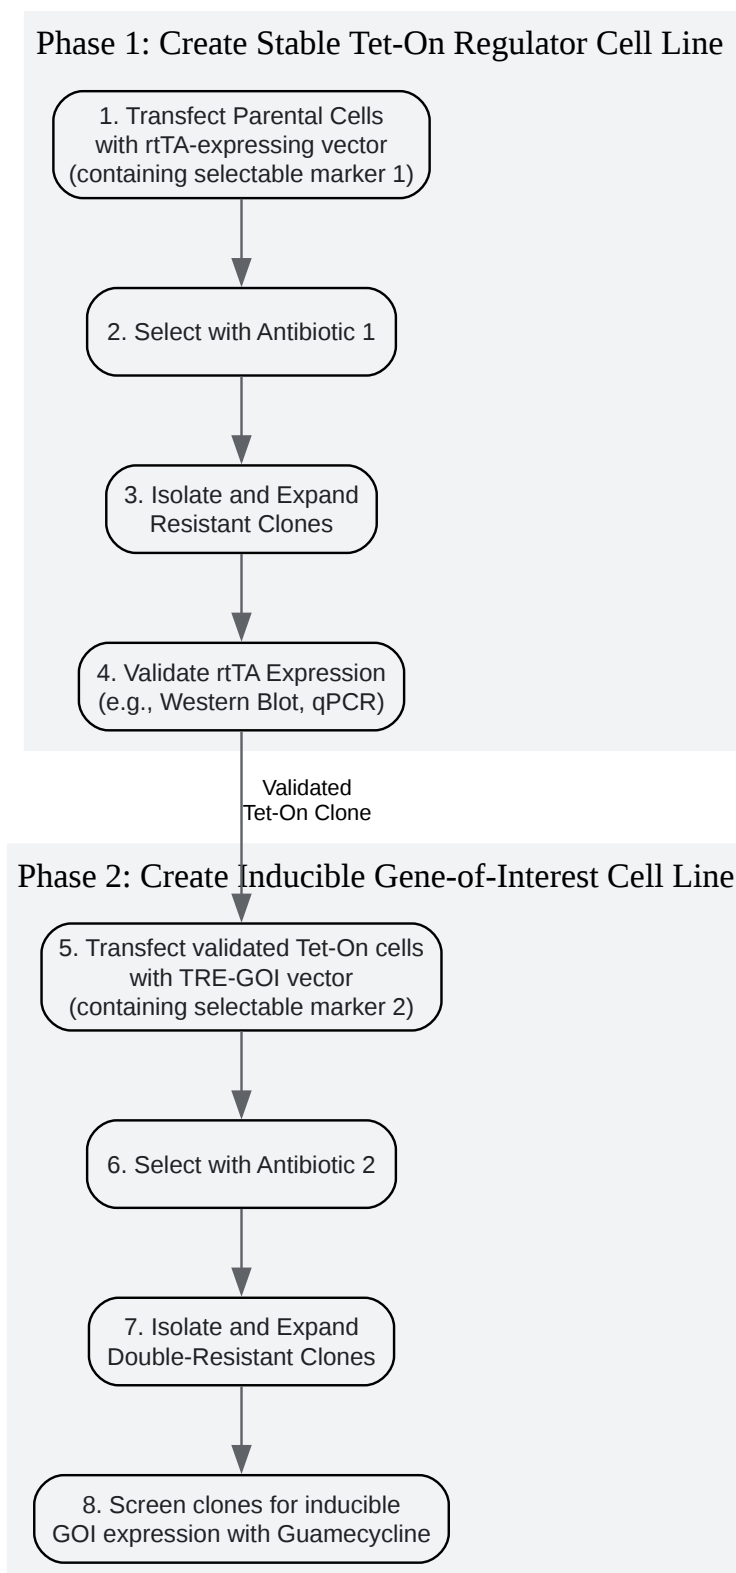 Phase 1: Create Stable Tet-On Regulator Cell Line
1. Transfect Parental Cells
with rtTA-expressing vector
(containing selectable marker 1)
2. Select with Antibiotic 1
3. Isolate and Expand
Resistant Clones
4. Validate rtTA Expression
(e.g., Western Blot, qPCR)
Validated
Tet-On Clone
Phase 2: Create Inducible Gene-of-Interest Cell Line
5. Transfect validated Tet-On cells
with TRE-GOI vector
(containing selectable marker 2)
6. Select with Antibiotic 2
7. Isolate and Expand
Double-Resistant Clones
8. Screen clones for inducible
GOI expression with Guamecycline